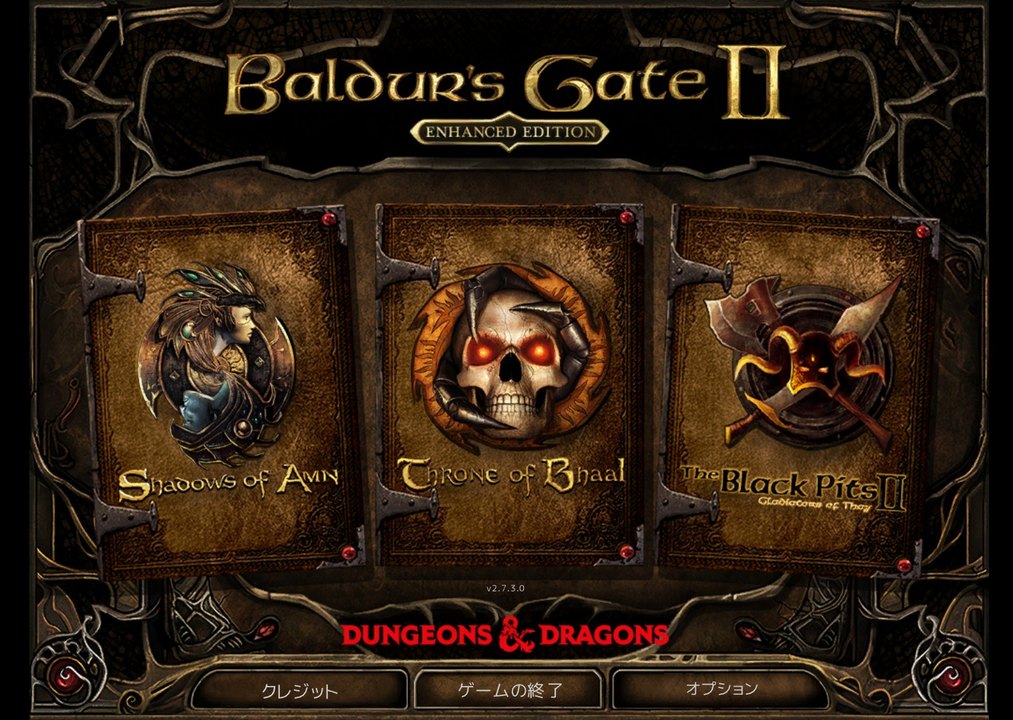 Baldur's Gate II
ENHANCED EDITION
Shadows of Amn
Throne of Bhaal
The Black Pits II
Gladiators of Thay
v2.7.3.0
DUNGEONS & DRAGONS
クレジット
ゲームの終了
オプション